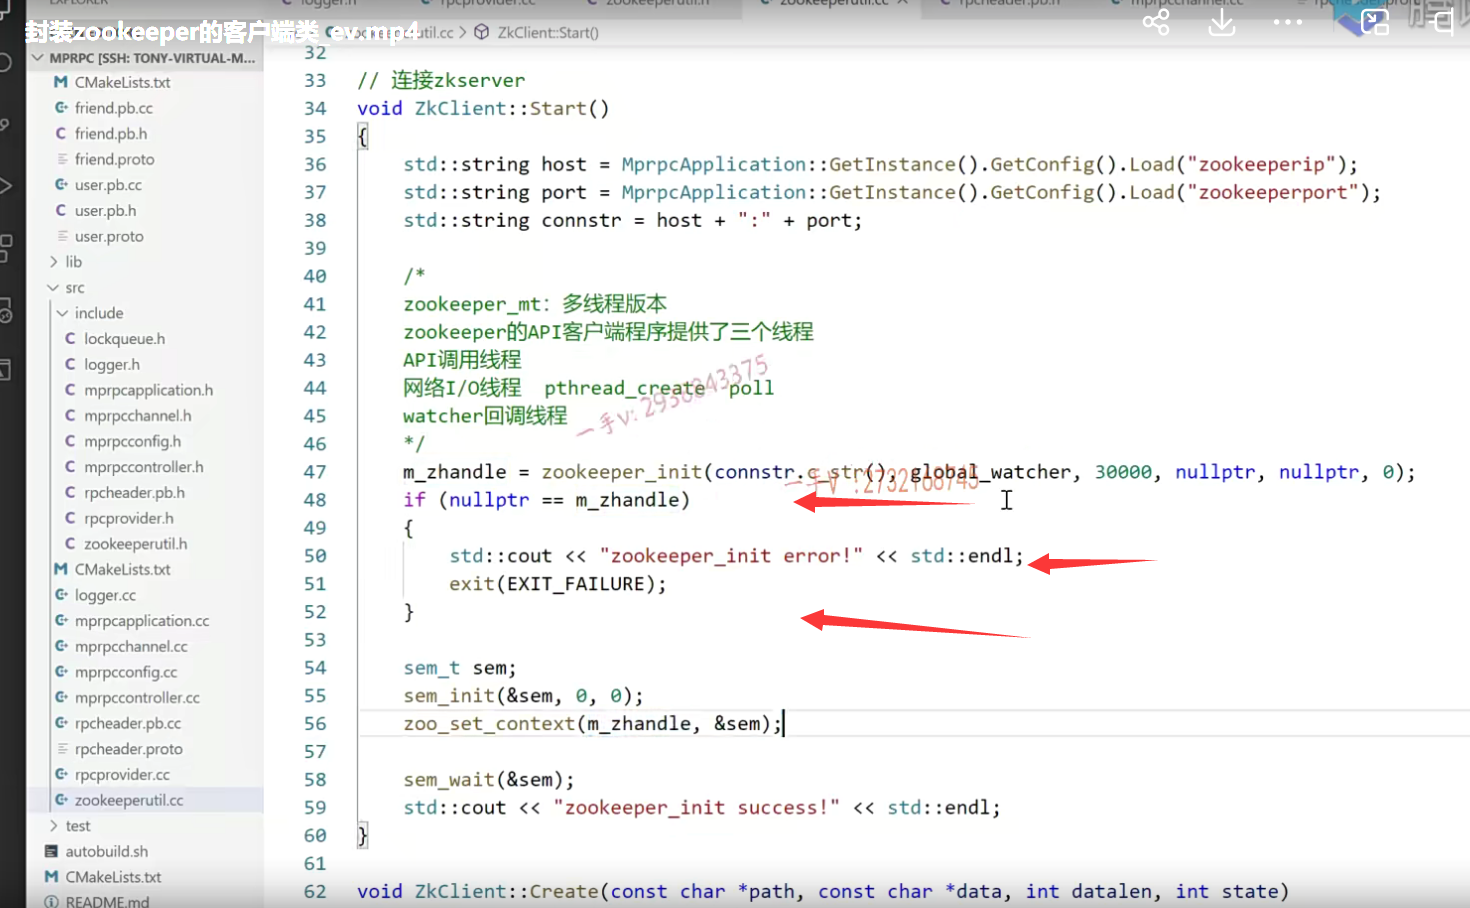 EXPLORER
logger.h
rpcprovider.cc
zookeeperutil.h
zookeeperutil.cc
rpcheader.pb.h
mprpcchannel.cc
封装zookeeper的客户端类_ev.mp4
util.cc > ZkClient::Start()
MPRPC [SSH: TONY-VIRTUAL-M...
CMakeLists.txt
friend.pb.cc
friend.pb.h
friend.proto
user.pb.cc
user.pb.h
user.proto
lib
src
include
lockqueue.h
logger.h
mprpcapplication.h
mprpcchannel.h
mprpcconfig.h
mprpccontroller.h
rpcheader.pb.h
rpcprovider.h
zookeeperutil.h
CMakeLists.txt
logger.cc
mprpcapplication.cc
mprpcchannel.cc
mprpcconfig.cc
mprpccontroller.cc
rpcheader.pb.cc
rpcheader.proto
rpcprovider.cc
zookeeperutil.cc
test
autobuild.sh
CMakeLists.txt
README.md
32
33 // 连接zkserver
34 void ZkClient::Start()
35 {
36 std::string host = MprpcApplication::GetInstance().GetConfig().Load("zookeeperip");
37 std::string port = MprpcApplication::GetInstance().GetConfig().Load("zookeeperport");
38 std::string connstr = host + ":" + port;
39
40 /*
41 zookeeper_mt：多线程版本
42 zookeeper的API客户端程序提供了三个线程
43 API调用线程
44 网络I/O线程 pthread_create poll
45 watcher回调线程
46 */
47 m_zhandle = zookeeper_init(connstr.c_str(), global_watcher, 30000, nullptr, nullptr, 0);
48 if (nullptr == m_zhandle)
49 {
50 std::cout << "zookeeper_init error!" << std::endl;
51 exit(EXIT_FAILURE);
52 }
53
54 sem_t sem;
55 sem_init(&sem, 0, 0);
56 zoo_set_context(m_zhandle, &sem);
57
58 sem_wait(&sem);
59 std::cout << "zookeeper_init success!" << std::endl;
60 }
61
62 void ZkClient::Create(const char *path, const char *data, int datalen, int state)